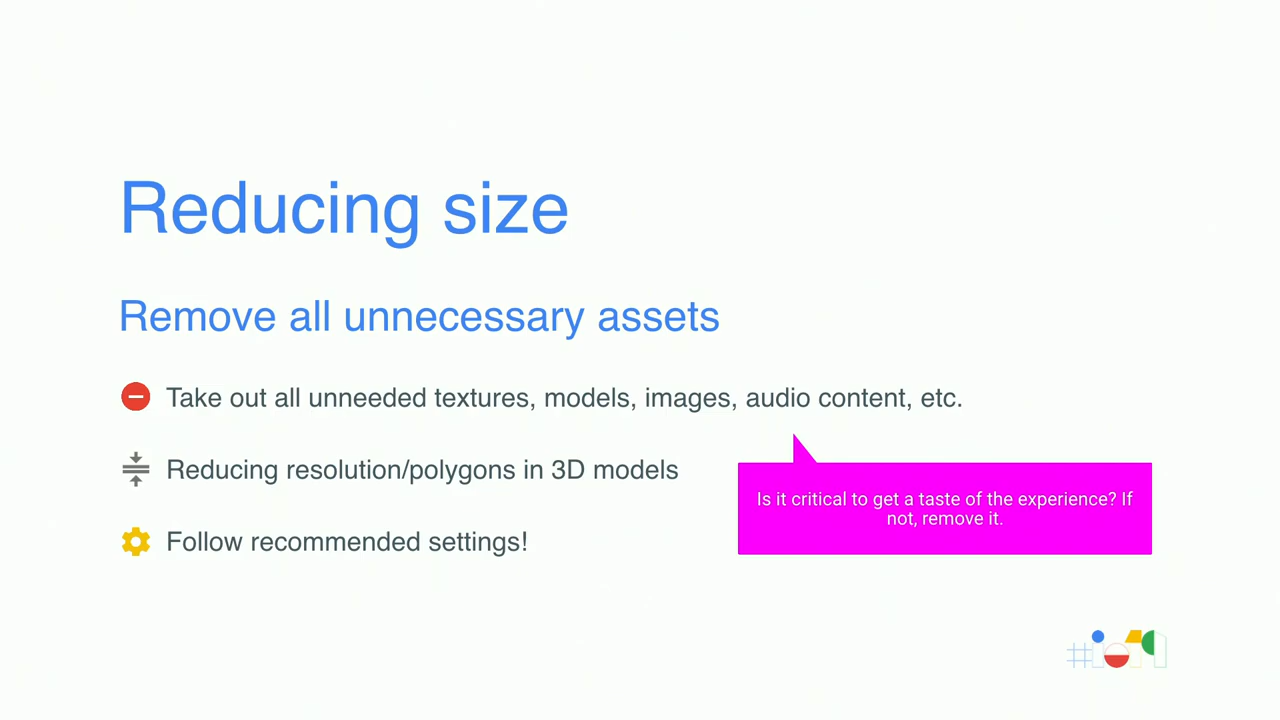 Reducing size
Remove all unnecessary assets
Take out all unneeded textures, models, images, audio content, etc.
Reducing resolution/polygons in 3D models
Is it critical to get a taste of the experience? If
not, remove it.
Follow recommended settings!
#io19